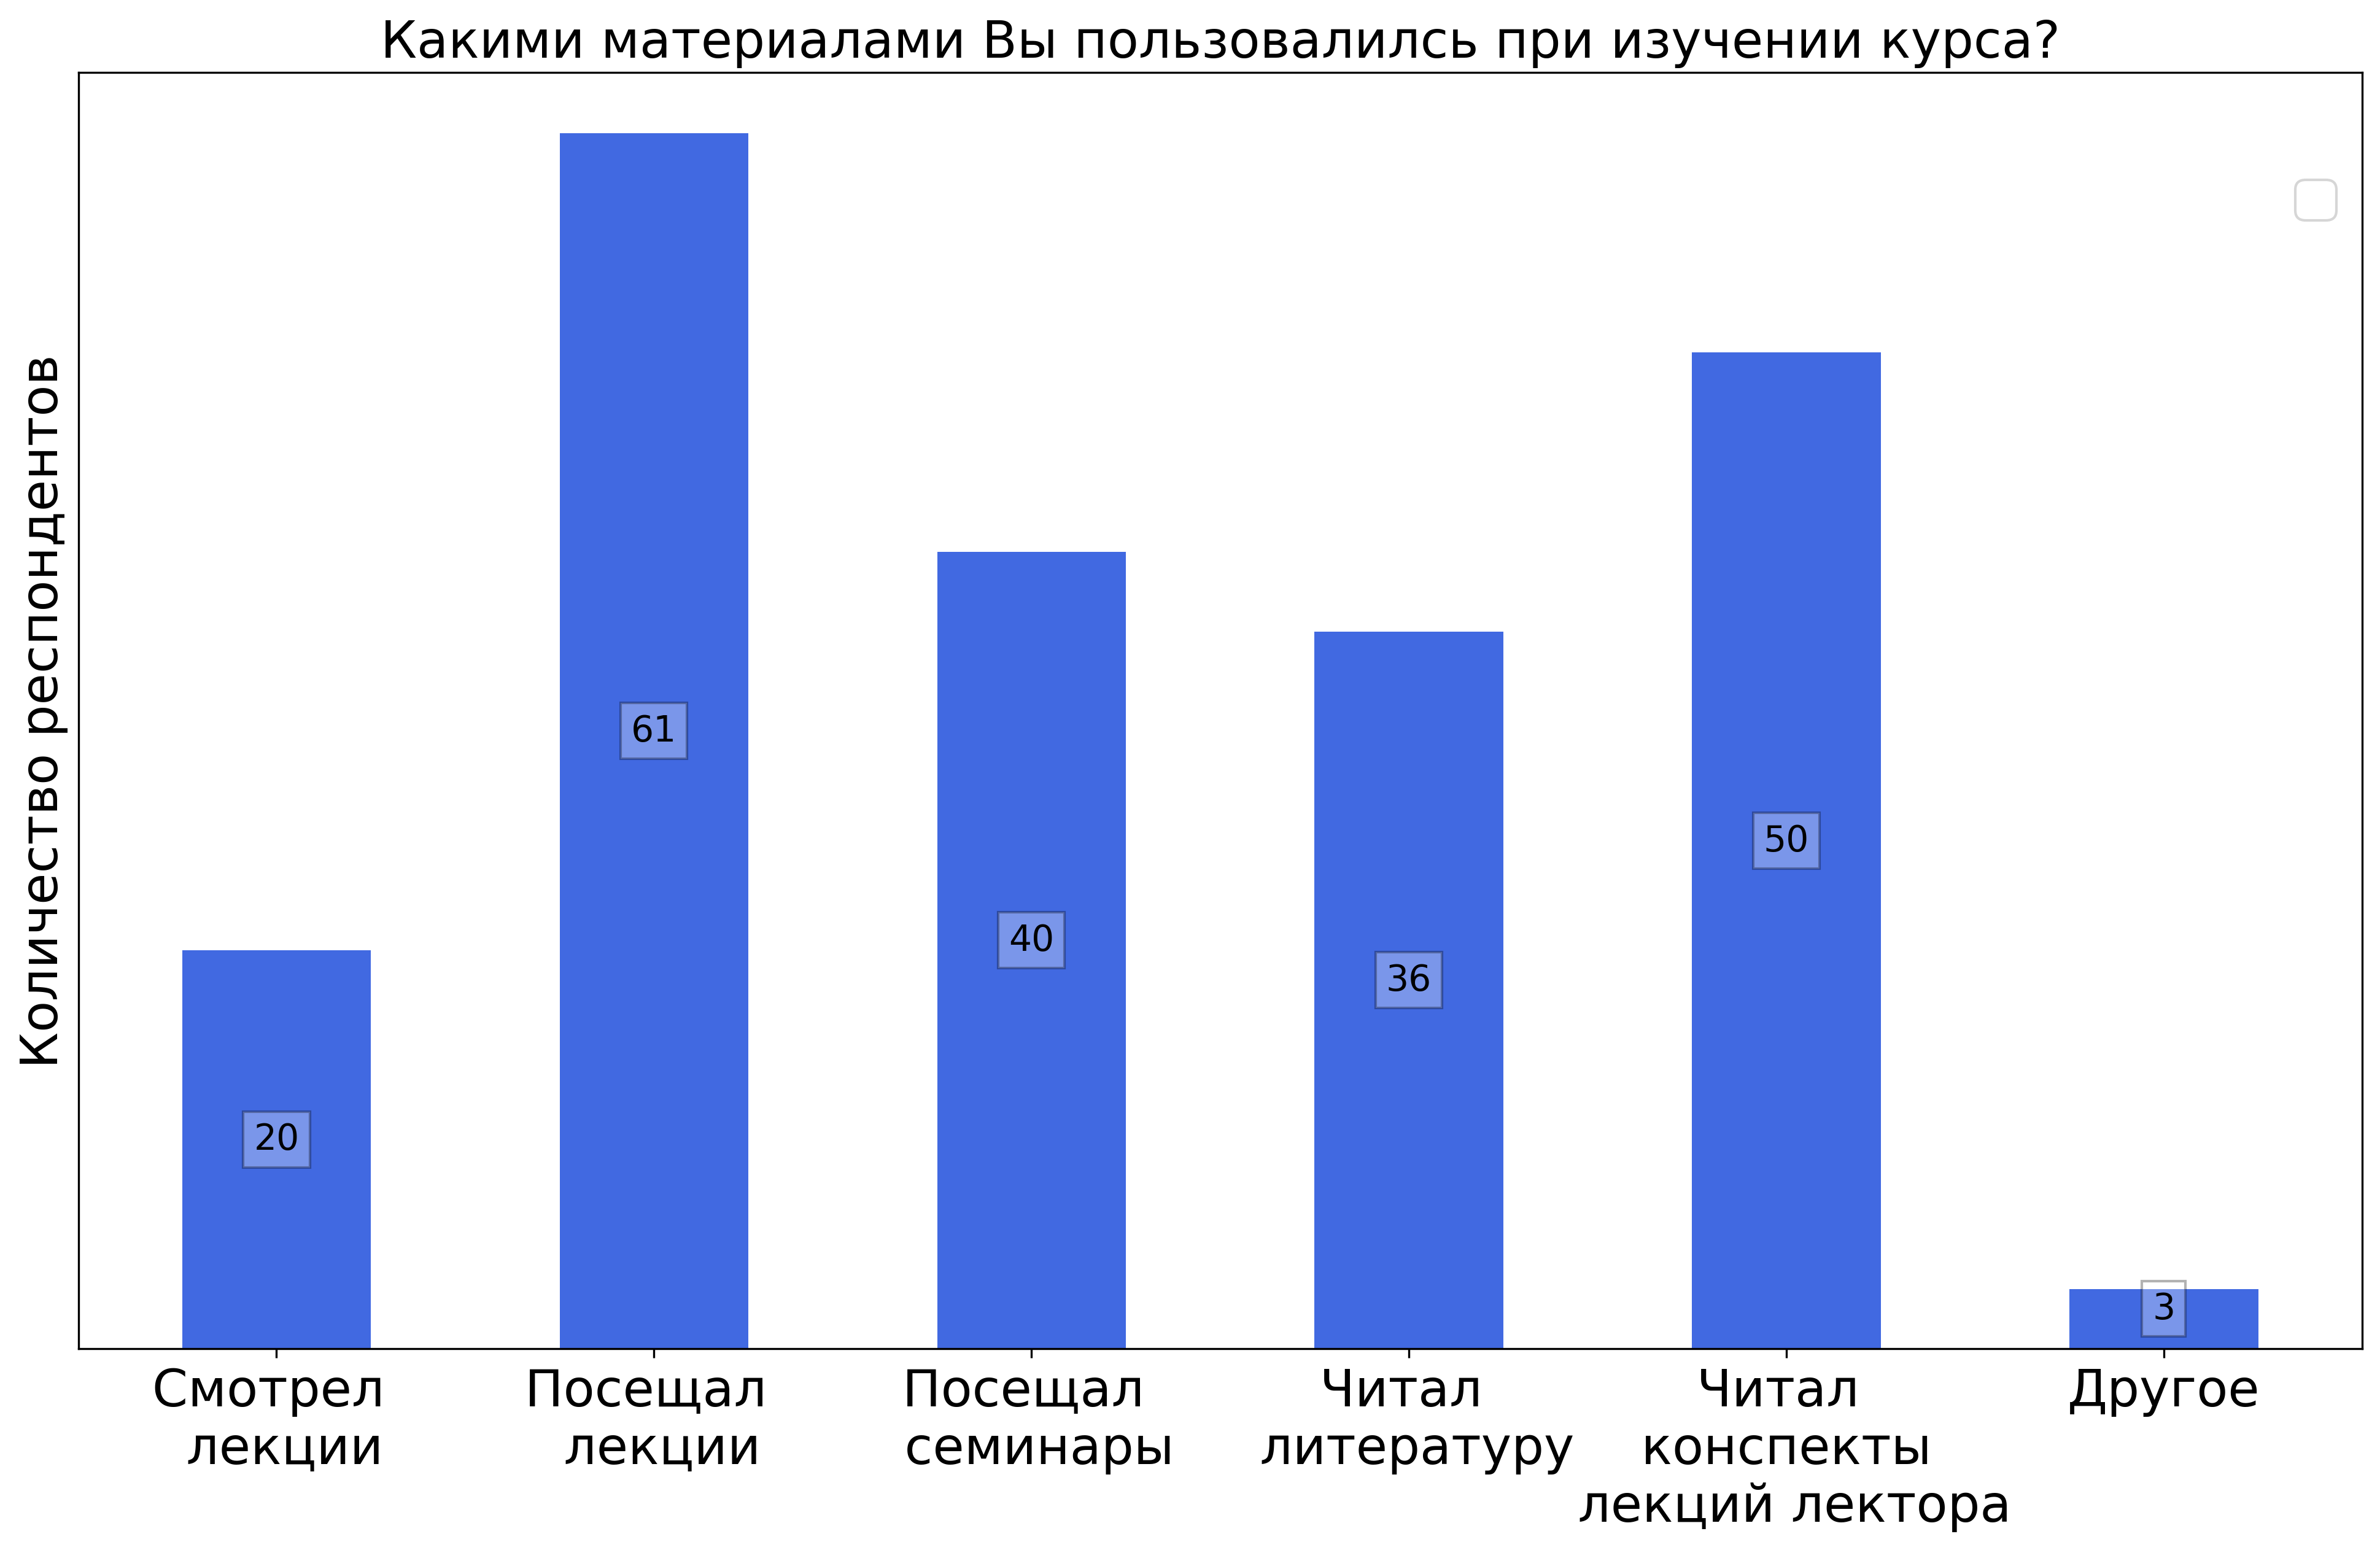 Какими материалами Вы пользовалилсь при изучении курса?
Количество респондентов
61
50
40
36
20
3
Смотрел
лекции
Посещал
лекции
Посещал
семинары
Читал
литературу
Читал
конспекты
лекций лектора
Другое